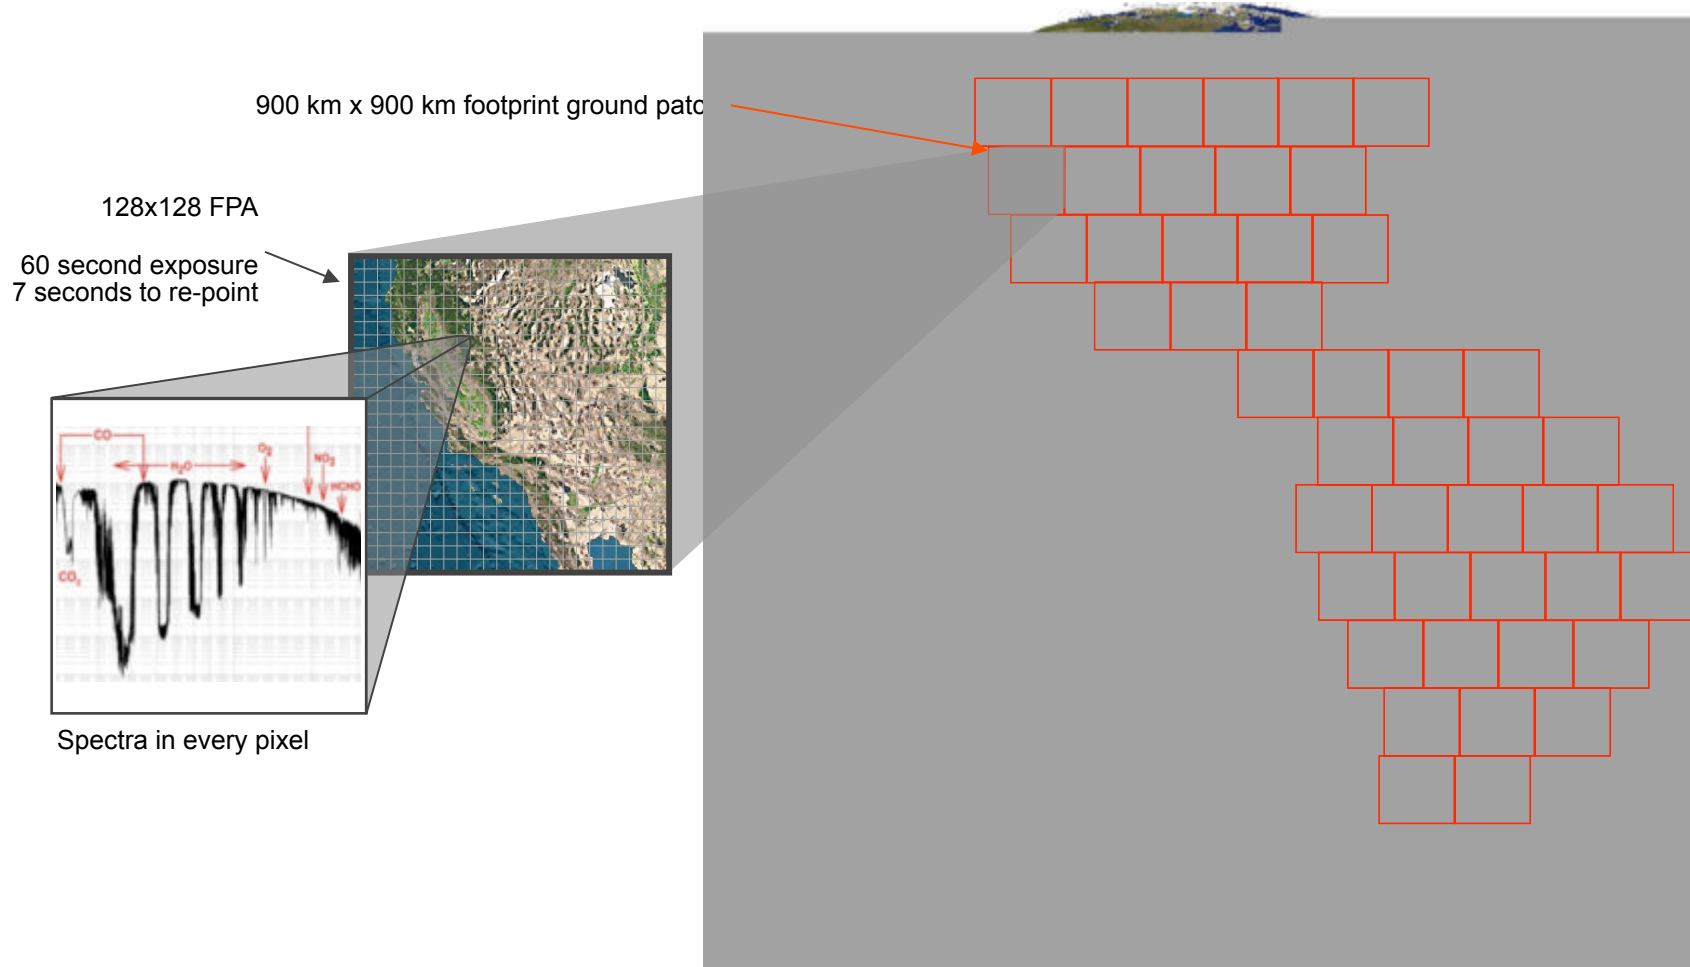 900 km x 900 km footprint ground patc
128x128 FPA
60 second exposure
7 seconds to re-point
CO
H2O
O2
NO2
HCHO
CO2
Spectra in every pixel